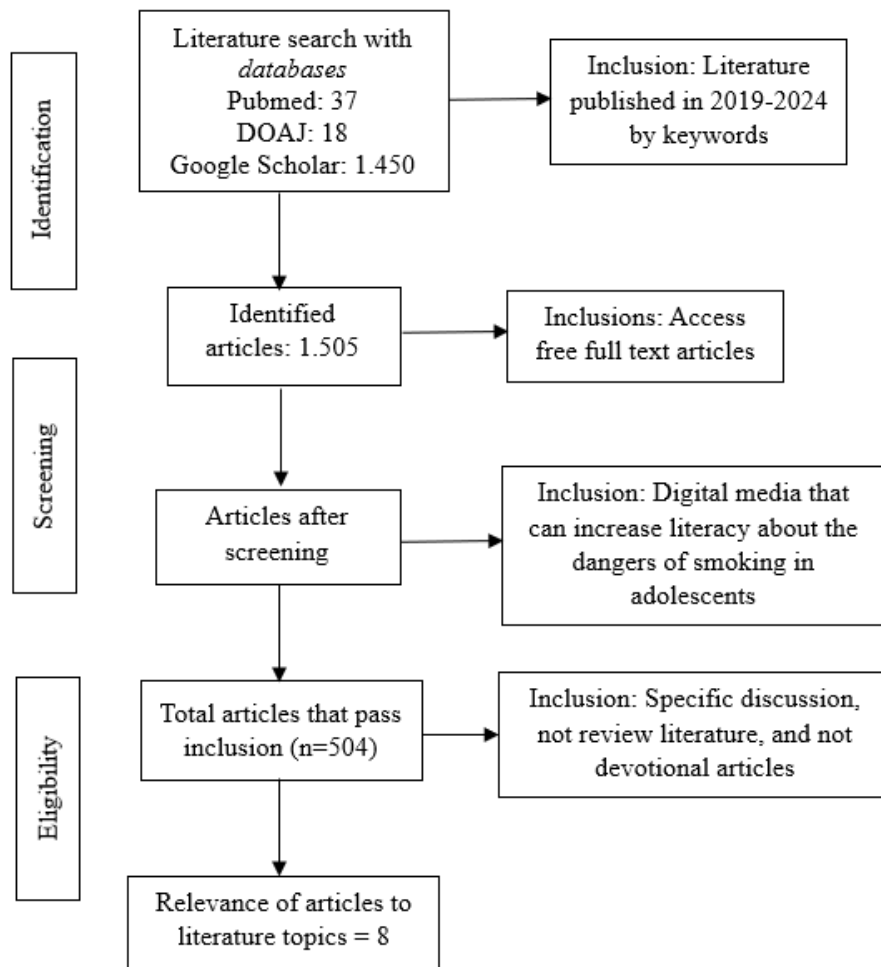 Literature search with
databases
Pubmed: 37
DOAJ: 18
Google Scholar: 1.450
Inclusion: Literature
published in 2019-2024
by keywords
Identification
Identified
articles: 1.505
Inclusions: Access
free full text articles
Screening
Articles after
screening
Inclusion: Digital media that
can increase literacy about the
dangers of smoking in
adolescents
Eligibility
Total articles that pass
inclusion (n=504)
Inclusion: Specific discussion,
not review literature, and not
devotional articles
Relevance of articles to
literature topics = 8